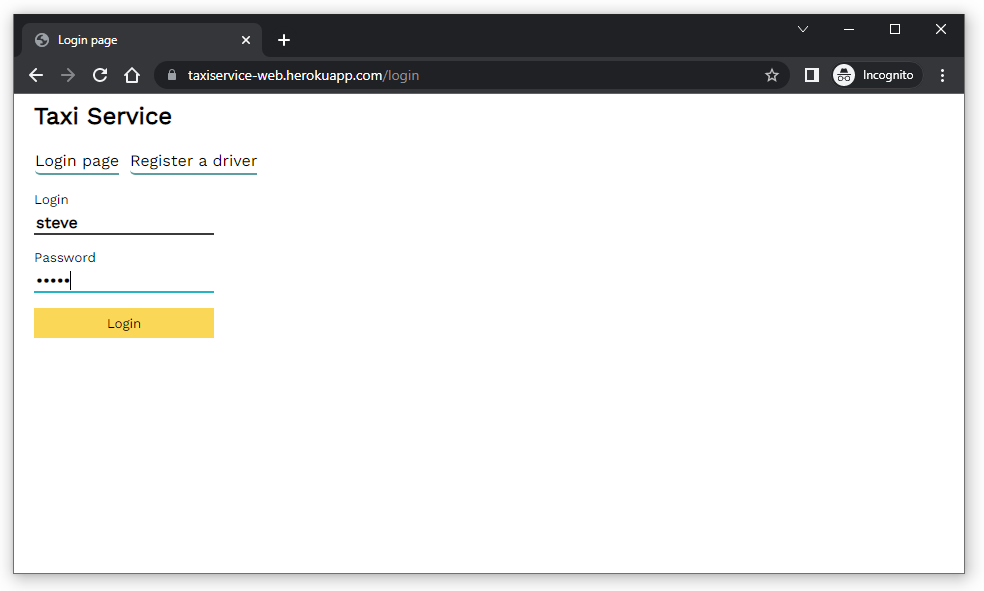 Login page
taxiservice-web.herokuapp.com/login
Incognito
Taxi Service
Login page Register a driver
Login
steve
Password
•••••
Login